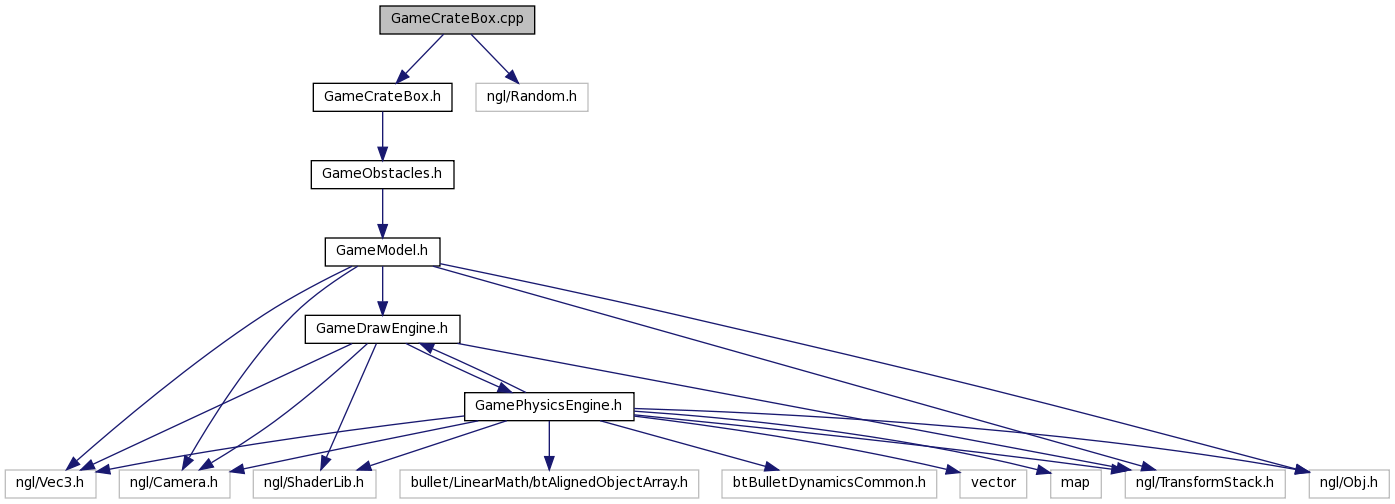 GameCrateBox.cpp
GameCrateBox.h
ngl/Random.h
GameObstacles.h
GameModel.h
GameDrawEngine.h
GamePhysicsEngine.h
ngl/Vec3.h
ngl/Camera.h
ngl/ShaderLib.h
bullet/LinearMath/btAlignedObjectArray.h
btBulletDynamicsCommon.h
vector
map
ngl/TransformStack.h
ngl/Obj.h